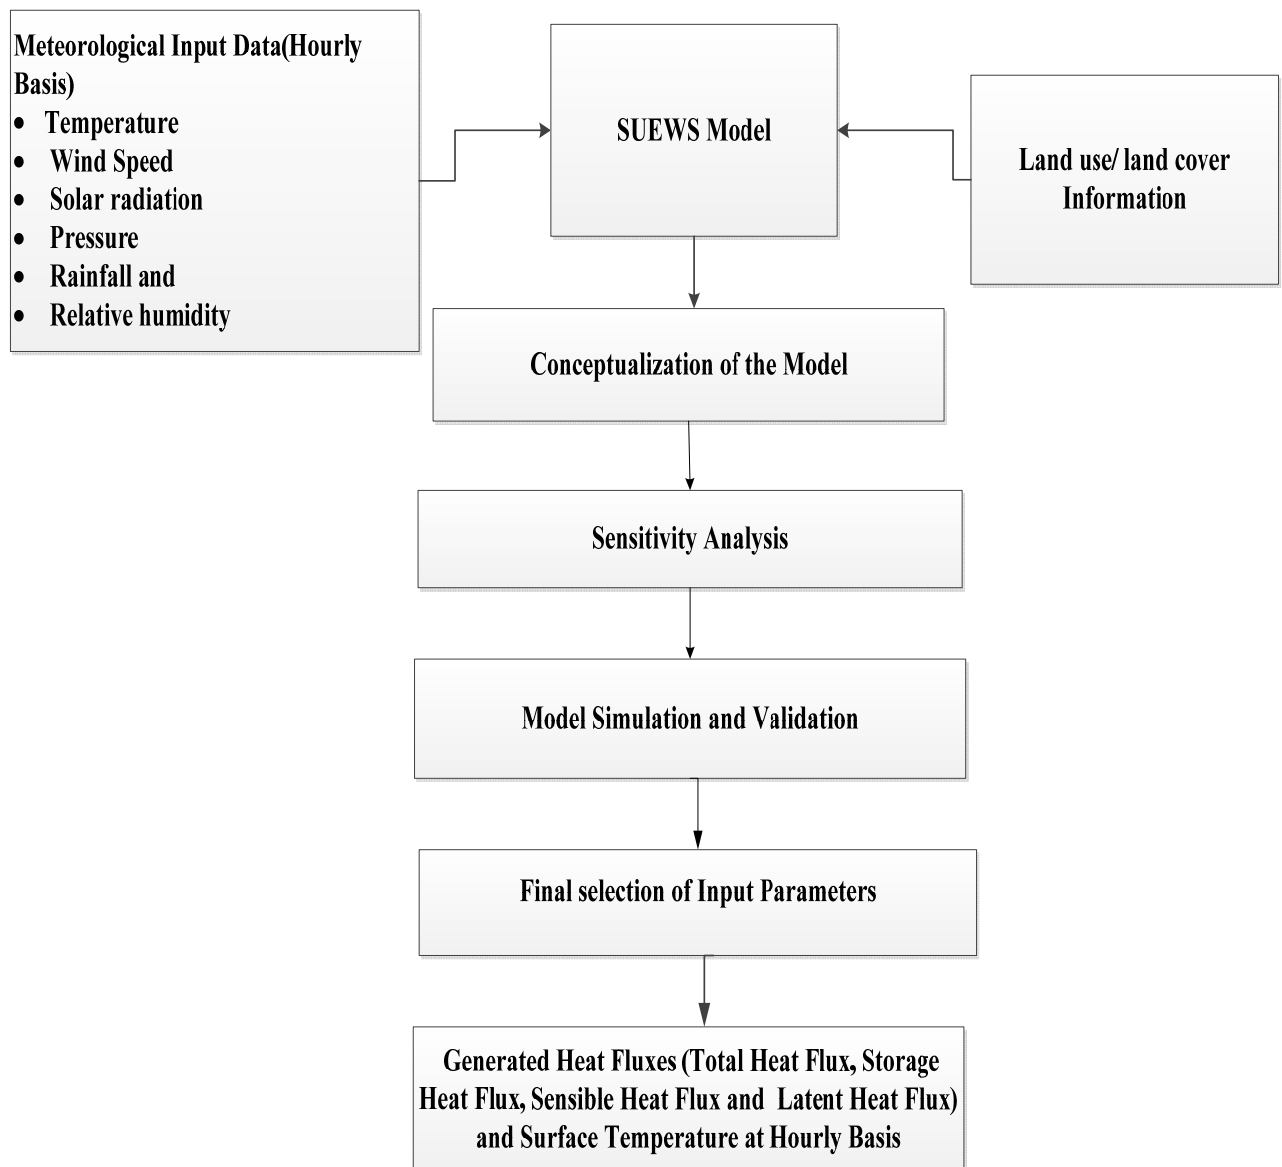 Meteorological Input Data(Hourly
Basis)
• Temperature
• Wind Speed
• Solar radiation
• Pressure
• Rainfall and
• Relative humidity
SUEWS Model
Land use/ land cover
Information
Conceptualization of the Model
Sensitivity Analysis
Model Simulation and Validation
Final selection of Input Parameters
Generated Heat Fluxes (Total Heat Flux, Storage
Heat Flux, Sensible Heat Flux and Latent Heat Flux)
and Surface Temperature at Hourly Basis